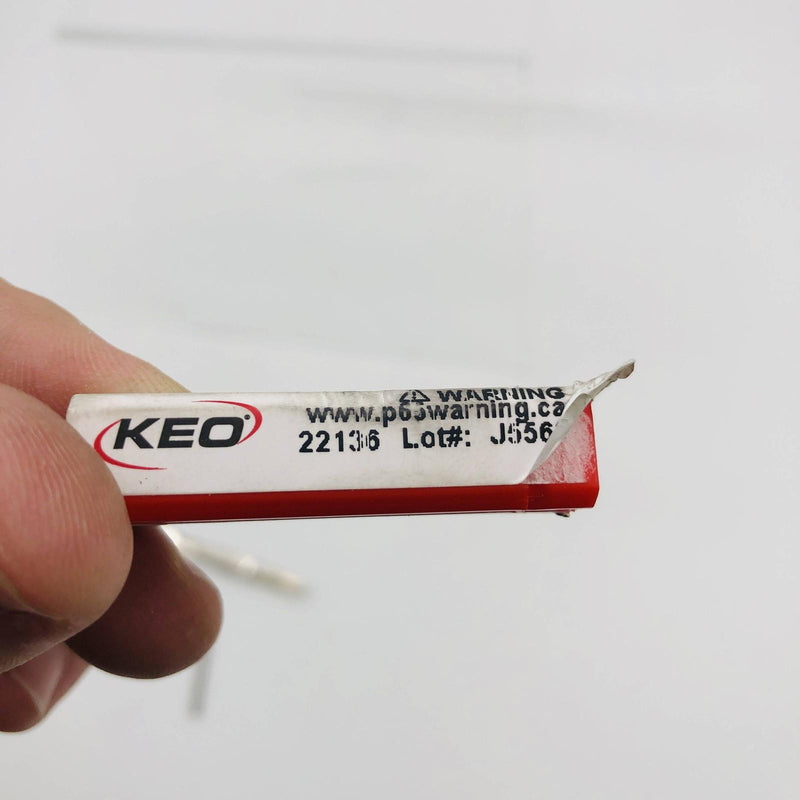 KEO
⚠ WARNING
www.p65warning.ca
22136 Lot#: J556